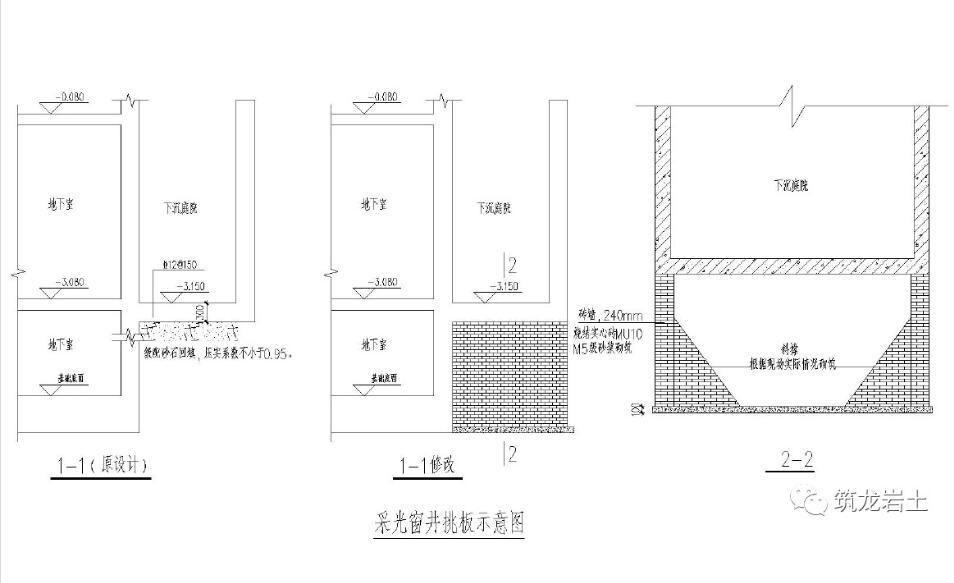 -0.080
地下室
下沉庭院
Φ12@150
-3.080
-3.150
300
地下室
级配砂石回填, 压实系数不小于0.95。
基础底面
1-1(原设计)
-0.080
地下室
下沉庭院
2
-3.080
-3.150
地下室
基础底面
2
1-1修改
下沉庭院
砖墙, 240mm
烧结实心砖MU10
M5级砂浆砌筑
斜撑
根据现场实际情况砌筑
120
2-2
采光窗井挑板示意图
筑龙岩土